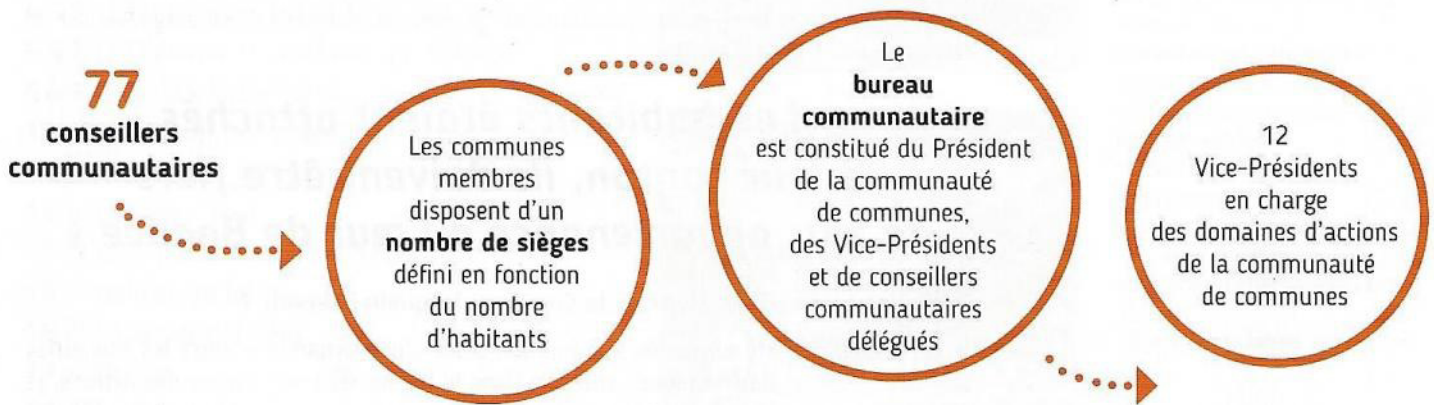 77
conseillers
communautaires
Les communes
membres
disposent d'un
nombre de sièges
défini en fonction
du nombre
d'habitants
Le
bureau
communautaire
est constitué du Président
de la communauté
de communes,
des Vice-Présidents
et de conseillers
communautaires
délégués
12
Vice-Présidents
en charge
des domaines d'actions
de la communauté
de communes